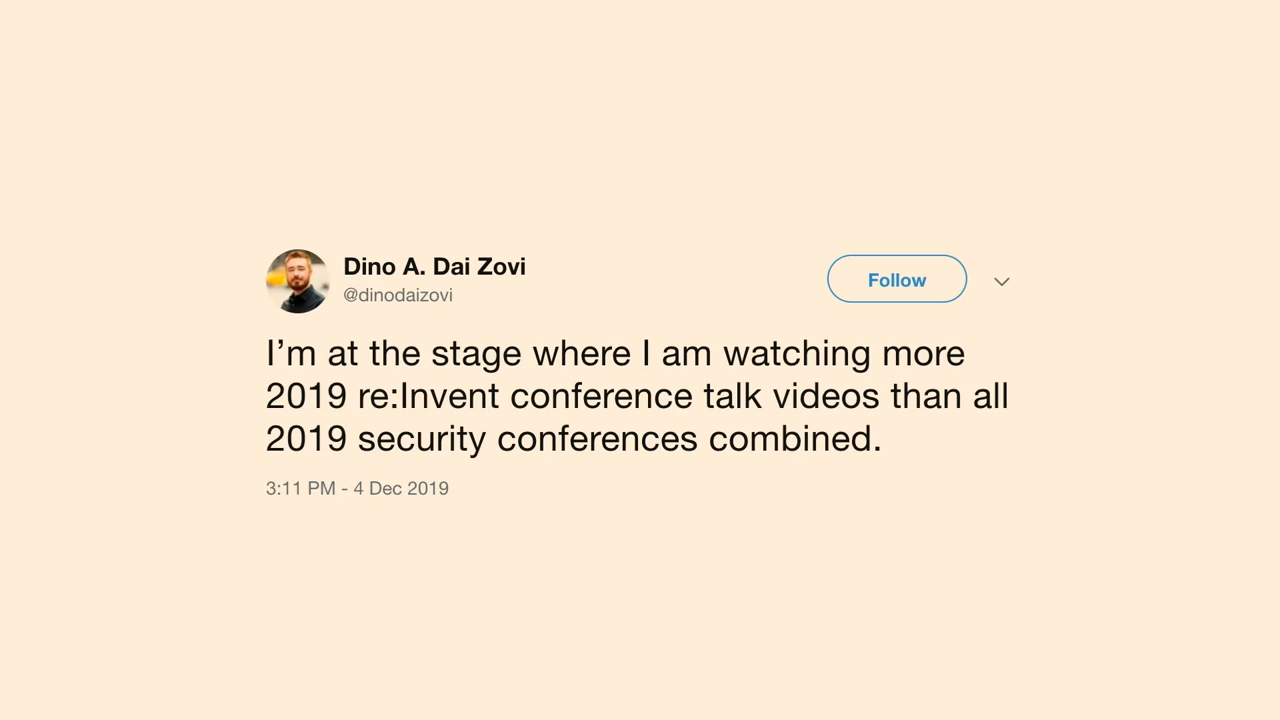 Dino A. Dai Zovi
@dinodaizovi
Follow
I’m at the stage where I am watching more
2019 re:Invent conference talk videos than all
2019 security conferences combined.
3:11 PM - 4 Dec 2019